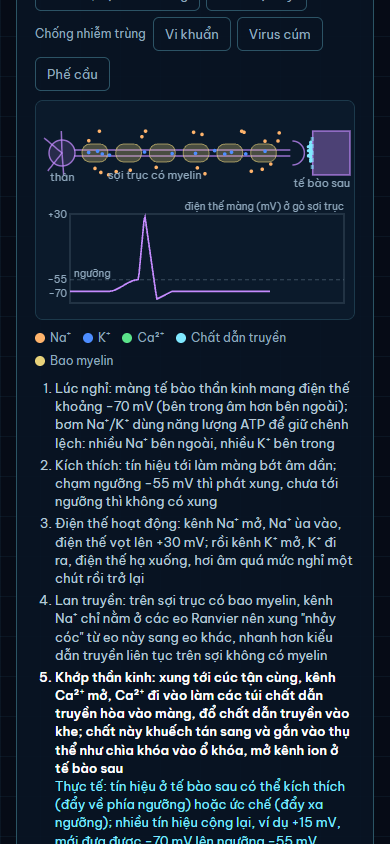 Chống nhiễm trùng
Vi khuẩn
Virus cúm
Phế cầu
thân
sợi trục có myelin
tế bào sau
điện thế màng (mV) ở gò sợi trục
+30
ngưỡng
−55
−70
Na⁺
K⁺
Ca²⁺
Chất dẫn truyền
Bao myelin
1. Lúc nghỉ: màng tế bào thần kinh mang điện thế
khoảng −70 mV (bên trong âm hơn bên ngoài);
bơm Na⁺/K⁺ dùng năng lượng ATP để giữ chênh
lệch: nhiều Na⁺ bên ngoài, nhiều K⁺ bên trong
2. Kích thích: tín hiệu tới làm màng bớt âm dần;
chạm ngưỡng −55 mV thì phát xung, chưa tới
ngưỡng thì không có xung
3. Điện thế hoạt động: kênh Na⁺ mở, Na⁺ ùa vào,
điện thế vọt lên +30 mV; rồi kênh K⁺ mở, K⁺ đi
ra, điện thế hạ xuống, hơi âm quá mức nghỉ một
chút rồi trở lại
4. Lan truyền: trên sợi trục có bao myelin, kênh
Na⁺ chỉ nằm ở các eo Ranvier nên xung "nhảy
cóc" từ eo này sang eo khác, nhanh hơn kiểu
dẫn truyền liên tục trên sợi không có myelin
5. Khớp thần kinh: xung tới cúc tận cùng, kênh
Ca²⁺ mở, Ca²⁺ đi vào làm các túi chất dẫn
truyền hòa vào màng, đổ chất dẫn truyền vào
khe; chất này khuếch tán sang và gắn vào thụ
thể như chìa khóa vào ổ khóa, mở kênh ion ở
tế bào sau
Thực tế: tín hiệu ở tế bào sau có thể kích thích
(đẩy về phía ngưỡng) hoặc ức chế (đẩy xa
ngưỡng); nhiều tín hiệu cộng lại, ví dụ +15 mV,
mới đưa được −70 mV lên ngưỡng −55 mV